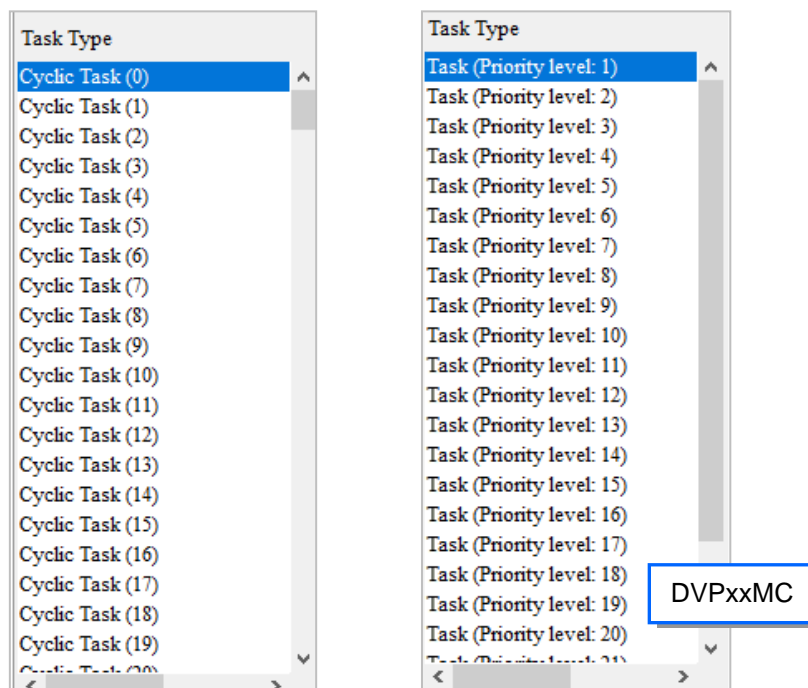 Task Type
Cyclic Task (0)
Cyclic Task (1)
Cyclic Task (2)
Cyclic Task (3)
Cyclic Task (4)
Cyclic Task (5)
Cyclic Task (6)
Cyclic Task (7)
Cyclic Task (8)
Cyclic Task (9)
Cyclic Task (10)
Cyclic Task (11)
Cyclic Task (12)
Cyclic Task (13)
Cyclic Task (14)
Cyclic Task (15)
Cyclic Task (16)
Cyclic Task (17)
Cyclic Task (18)
Cyclic Task (19)
Cyclic Task (20)
Task Type
Task (Priority level: 1)
Task (Priority level: 2)
Task (Priority level: 3)
Task (Priority level: 4)
Task (Priority level: 5)
Task (Priority level: 6)
Task (Priority level: 7)
Task (Priority level: 8)
Task (Priority level: 9)
Task (Priority level: 10)
Task (Priority level: 11)
Task (Priority level: 12)
Task (Priority level: 13)
Task (Priority level: 14)
Task (Priority level: 15)
Task (Priority level: 16)
Task (Priority level: 17)
Task (Priority level: 18)
Task (Priority level: 19)
Task (Priority level: 20)
Task (Priority level: 21)
DVPxxMC